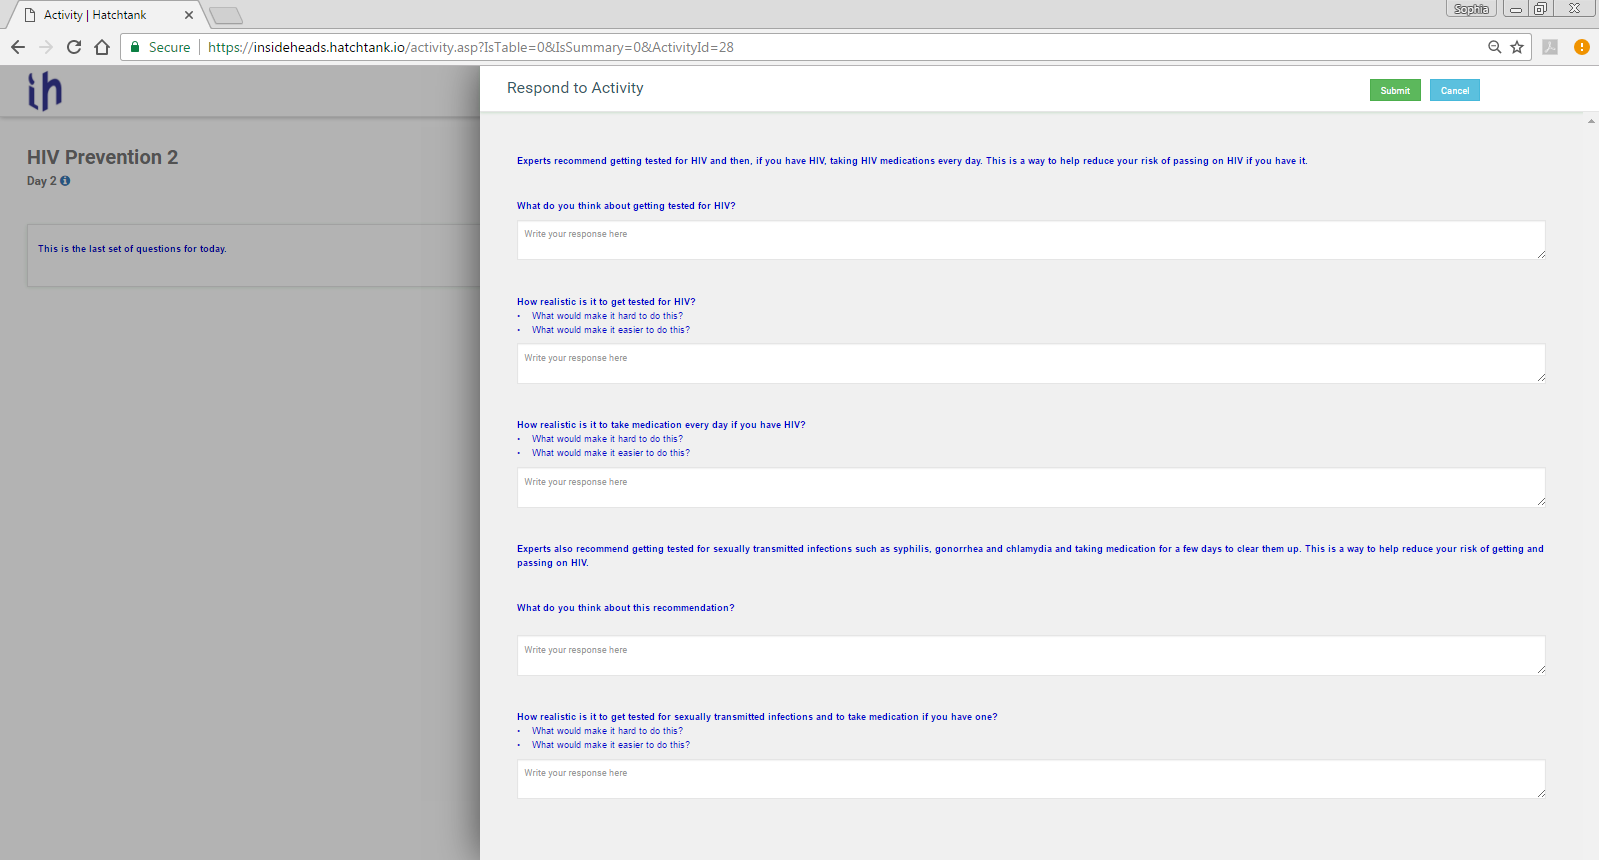 Activity | Hatchtank
Sophia
Secure
https://insideheads.hatchtank.io/activity.asp?IsTable=0&IsSummary=0&ActivityId=28
ih
HIV Prevention 2
Day 2
This is the last set of questions for today.
Respond to Activity
Submit
Cancel
Experts recommend getting tested for HIV and then, if you have HIV, taking HIV medications every day. This is a way to help reduce your risk of passing on HIV if you have it.
What do you think about getting tested for HIV?
Write your response here
How realistic is it to get tested for HIV?
• What would make it hard to do this?
• What would make it easier to do this?
Write your response here
How realistic is it to take medication every day if you have HIV?
• What would make it hard to do this?
• What would make it easier to do this?
Write your response here
Experts also recommend getting tested for sexually transmitted infections such as syphilis, gonorrhea and chlamydia and taking medication for a few days to clear them up. This is a way to help reduce your risk of getting and
passing on HIV.
What do you think about this recommendation?
Write your response here
How realistic is it to get tested for sexually transmitted infections and to take medication if you have one?
• What would make it hard to do this?
• What would make it easier to do this?
Write your response here